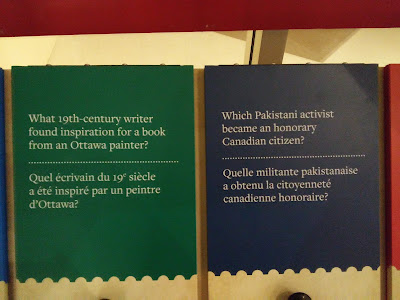 What 19th-century writer
found inspiration for a book
from an Ottawa painter?
Quel écrivain du 19e siècle
a été inspiré par un peintre
d'Ottawa?
Which Pakistani activist
became an honorary
Canadian citizen?
Quelle militante pakistanaise
a obtenu la citoyenneté
canadienne honoraire?